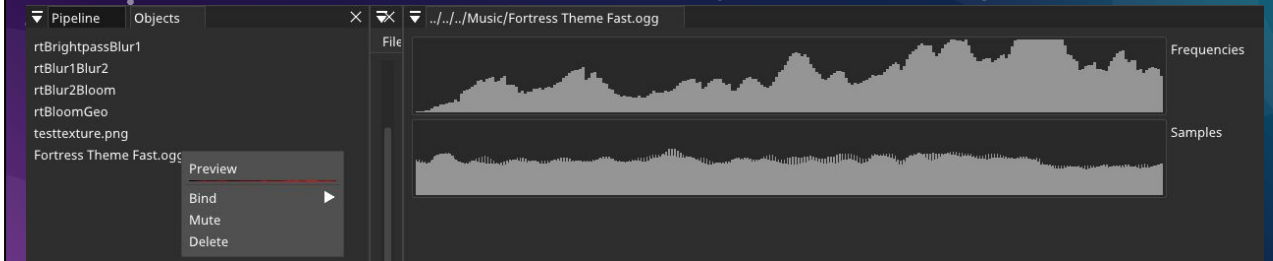 Pipeline
Objects
rtBrightpassBlur1
rtBlur1Blur2
rtBlur2Bloom
rtBloomGeo
testtexture.png
Fortress Theme Fast.ogg
Preview
Bind
Mute
Delete
File
../../../Music/Fortress Theme Fast.ogg
Frequencies
Samples